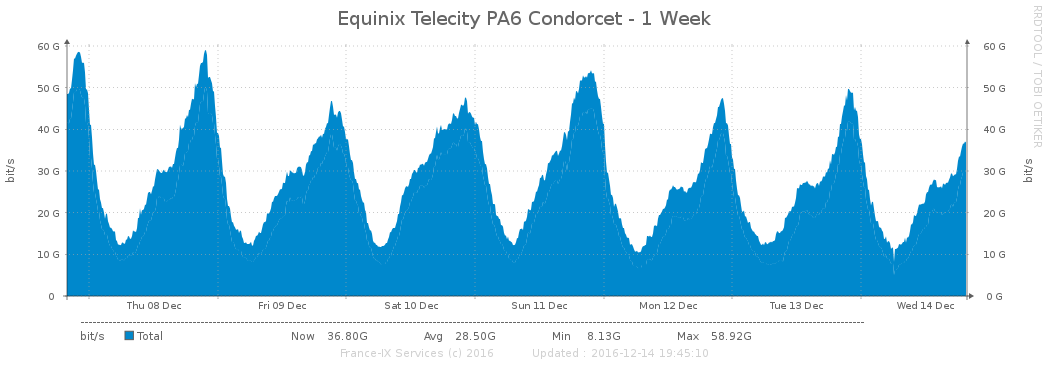 Equinix Telecity PA6 Condorcet - 1 Week
RRDTOOL / TOBI OETIKER
bit/s
60 G
50 G
40 G
30 G
20 G
10 G
0
60 G
50 G
40 G
30 G
20 G
10 G
0 G
bit/s
Thu 08 Dec Fri 09 Dec Sat 10 Dec Sun 11 Dec Mon 12 Dec Tue 13 Dec Wed 14 Dec
bit/s Total Now 36.80G Avg 28.50G Min 8.13G Max 58.92G
France-IX Services (c) 2016 Updated : 2016-12-14 19:45:10